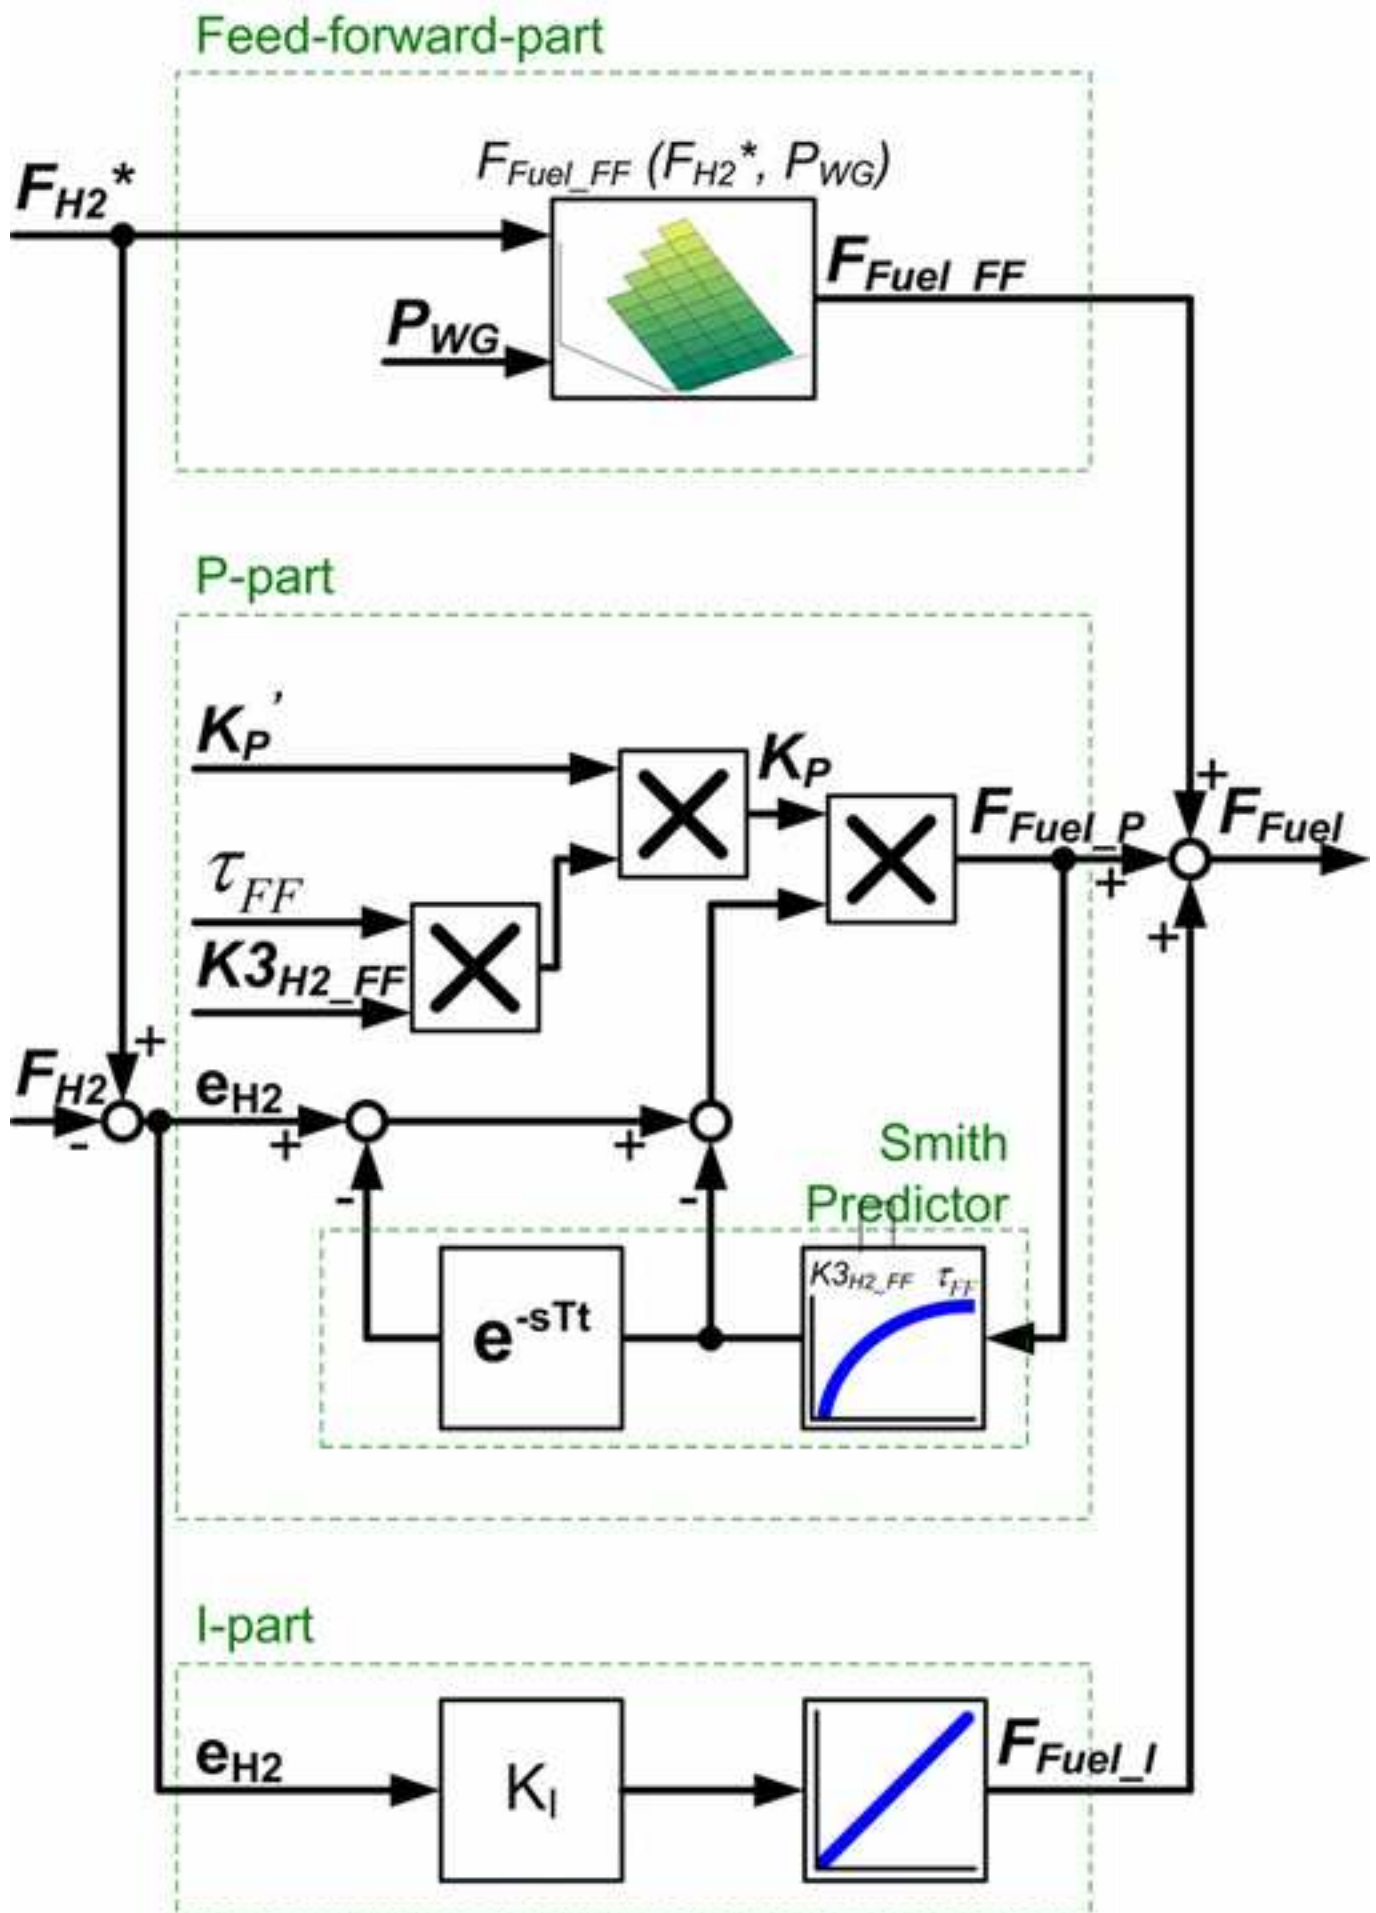 Feed-forward-part
F_Fuel_FF (F_H2*, P_WG)
F_H2*
F_Fuel_FF
P_WG
P-part
K_P'
K_P
τ_FF
F_Fuel_P
+
F_Fuel
+
+
K3_H2_FF
+
F_H2
e_H2
-
+
+
Smith
Predictor
-
-
K3_H2_FF τ_FF
e^-sTt
I-part
e_H2
K_I
F_Fuel_I